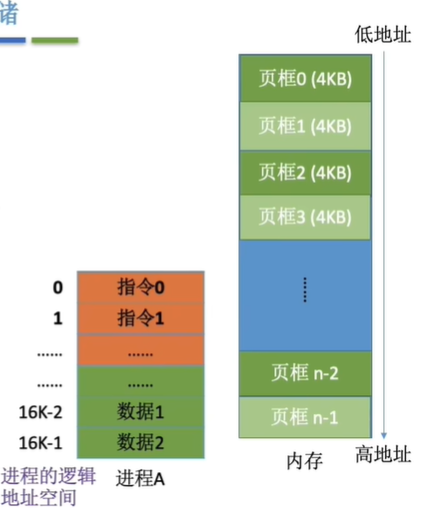 诸
低地址
页框0 (4KB)
页框1 (4KB)
页框2 (4KB)
页框3 (4KB)
......
0 指令0
1 指令1
...... ......
...... ......
16K-2 数据1
16K-1 数据2
页框 n-2
页框 n-1
进程的逻辑
地址空间
进程A
内存
高地址